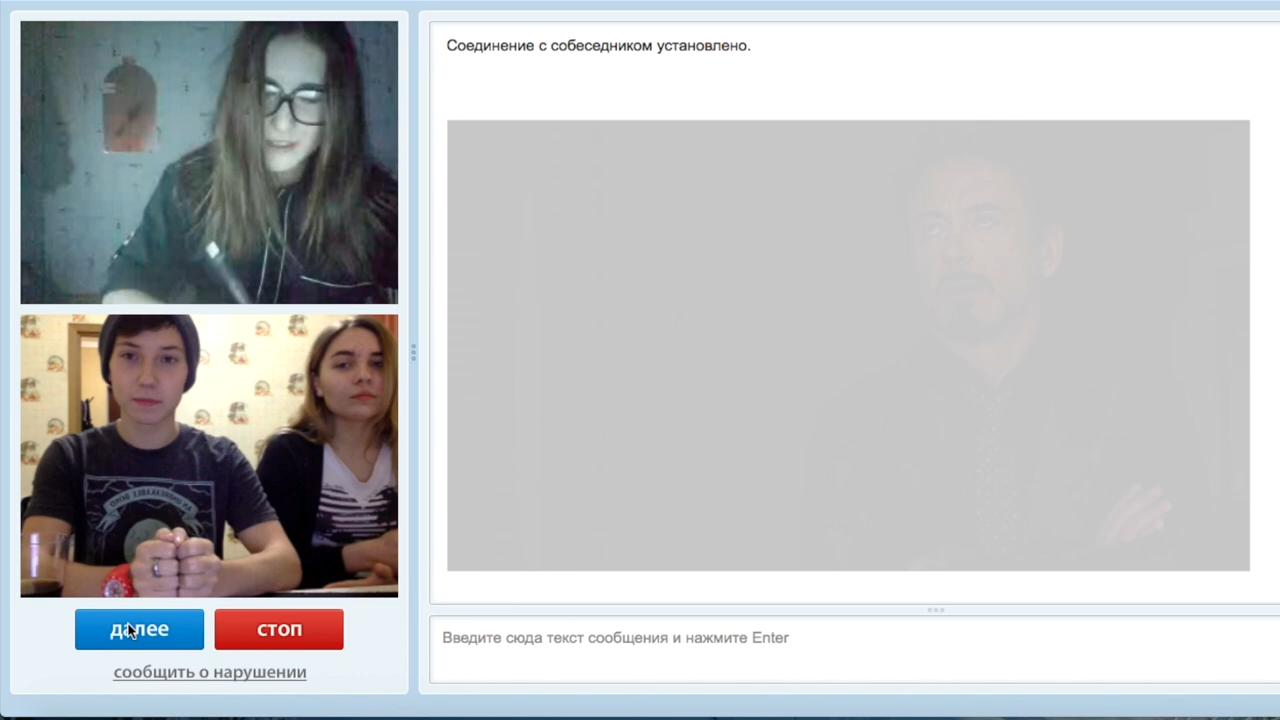 Соединение с собеседником установлено.
далее
стоп
сообщить о нарушении
Введите сюда текст сообщения и нажмите Enter